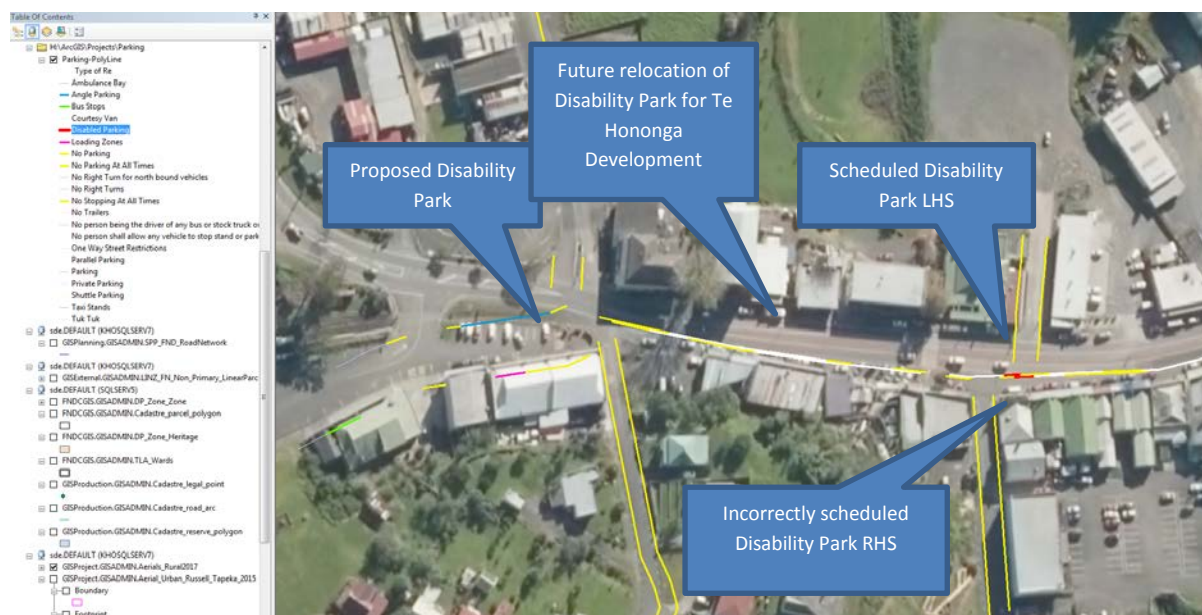 Table Of Contents
H:\ArcGIS\Projects\Parking
Parking-PolyLine
Type of Re
Ambulance Bay
Angle Parking
Bus Stops
Courtesy Van
Disabled Parking
Loading Zones
No Parking
No Parking At All Times
No Right Turn for north bound vehicles
No Right Turns
No Stopping At All Times
No Trailers
No person being the driver of any bus or stock truck or
No person shall allow any vehicle to stop stand or park
One Way Street Restrictions
Parallel Parking
Parking
Private Parking
Shuttle Parking
Taxi Stands
Tuk Tuk
sde.DEFAULT (KHOSQLSERV7)
GISPlanning.GISADMIN.SPP_FND_RoadNetwork
sde.DEFAULT (KHOSQLSERV7)
GISExternal.GISADMIN.LINZ_FN_Non_Primary_LinearParc
sde.DEFAULT (SQLSERV5)
FNDCGIS.GISADMIN.DP_Zone_Zone
FNDCGIS.GISADMIN.Cadastre_parcel_polygon
FNDCGIS.GISADMIN.DP_Zone_Heritage
FNDCGIS.GISADMIN.TLA_Wards
GISProduction.GISADMIN.Cadastre_legal_point
GISProduction.GISADMIN.Cadastre_road_arc
GISProduction.GISADMIN.Cadastre_reserve_polygon
sde.DEFAULT (KHOSQLSERV7)
GISProject.GISADMIN.Aerials_Rural2017
GISProject.GISADMIN.Aerial_Urban_Russell_Tapeka_2015
Boundary
Footprint
Proposed Disability
Park
Future relocation of
Disability Park for Te
Hononga
Development
Scheduled Disability
Park LHS
Incorrectly scheduled
Disability Park RHS